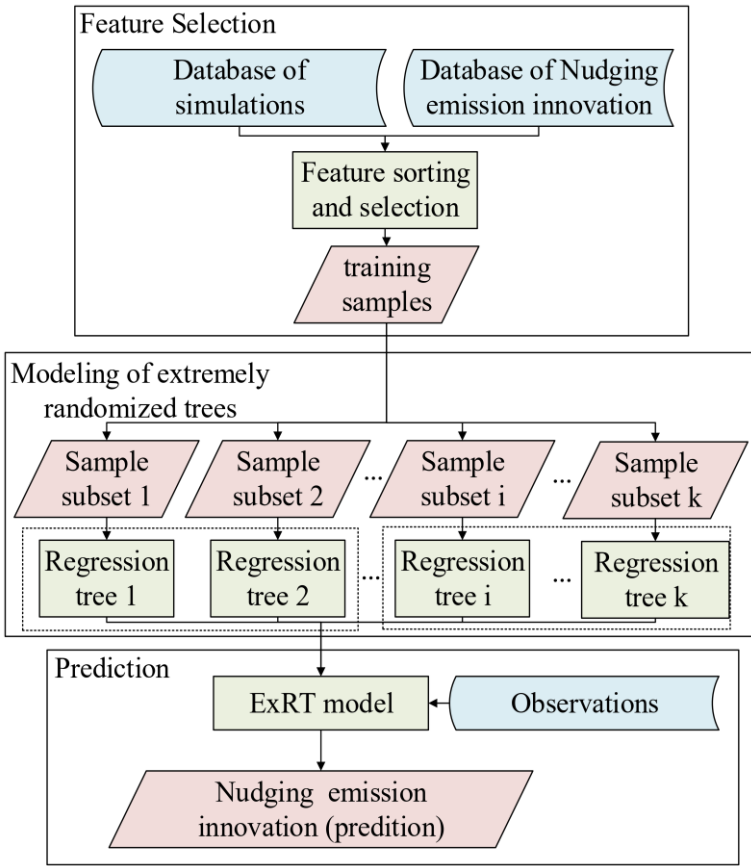 Feature Selection
Database of
simulations
Database of Nudging
emission innovation
Feature sorting
and selection
training
samples
Modeling of extremely
randomized trees
Sample
subset 1
Sample
subset 2
...
Sample
subset i
...
Sample
subset k
Regression
tree 1
Regression
tree 2
...
Regression
tree i
...
Regression
tree k
Prediction
ExRT model
Observations
Nudging emission
innovation (predition)